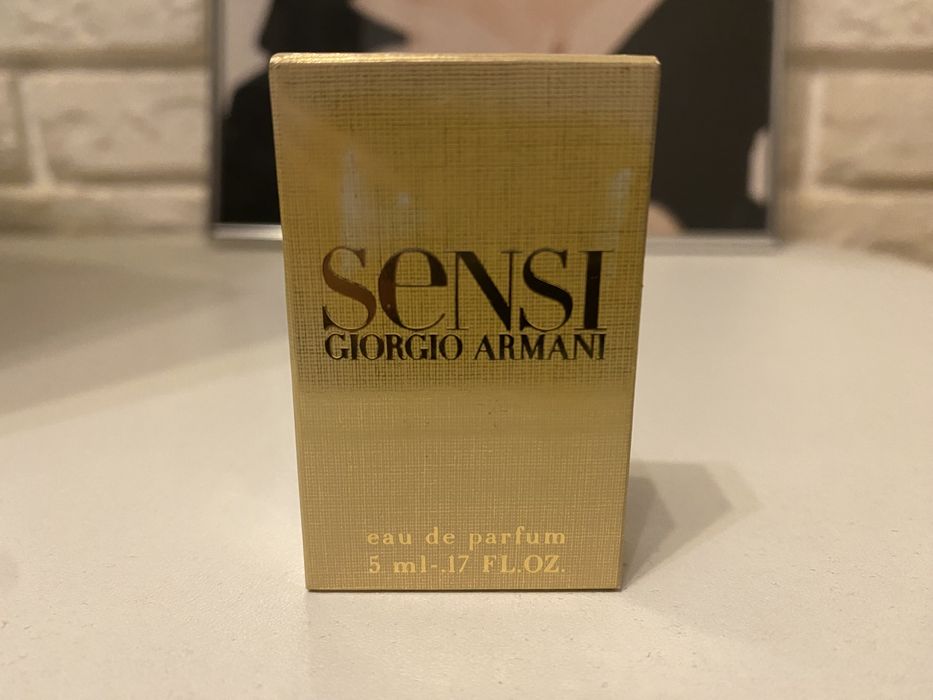 SeNSI
GIORGIO ARMANI
eau de parfum
5 ml-.17 FL.OZ.